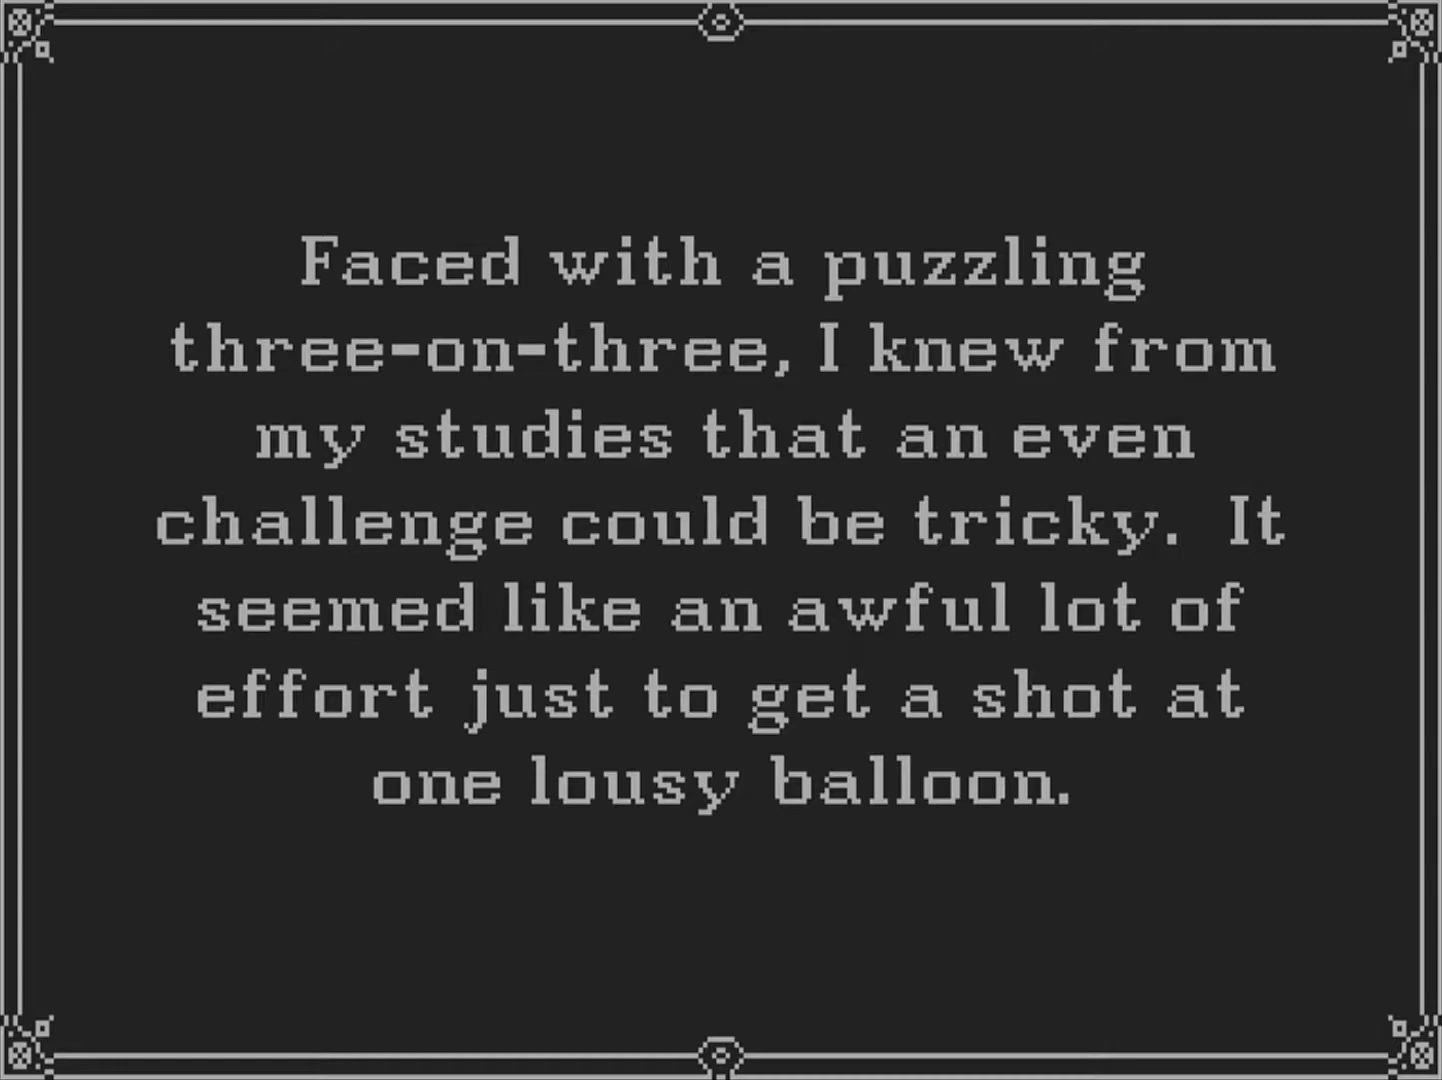 Faced with a puzzling
three-on-three, I knew from
my studies that an even
challenge could be tricky.  It
seemed like an awful lot of
effort just to get a shot at
one lousy balloon.